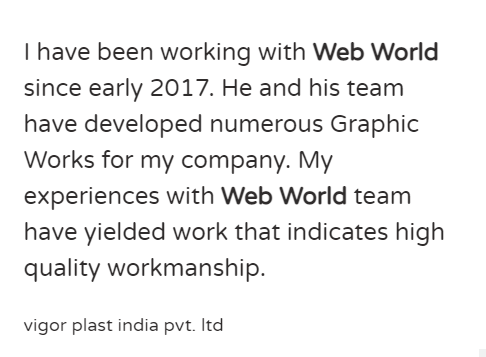 I have been working with Web World
since early 2017. He and his team
have developed numerous Graphic
Works for my company. My
experiences with Web World team
have yielded work that indicates high
quality workmanship.
vigor plast india pvt. ltd